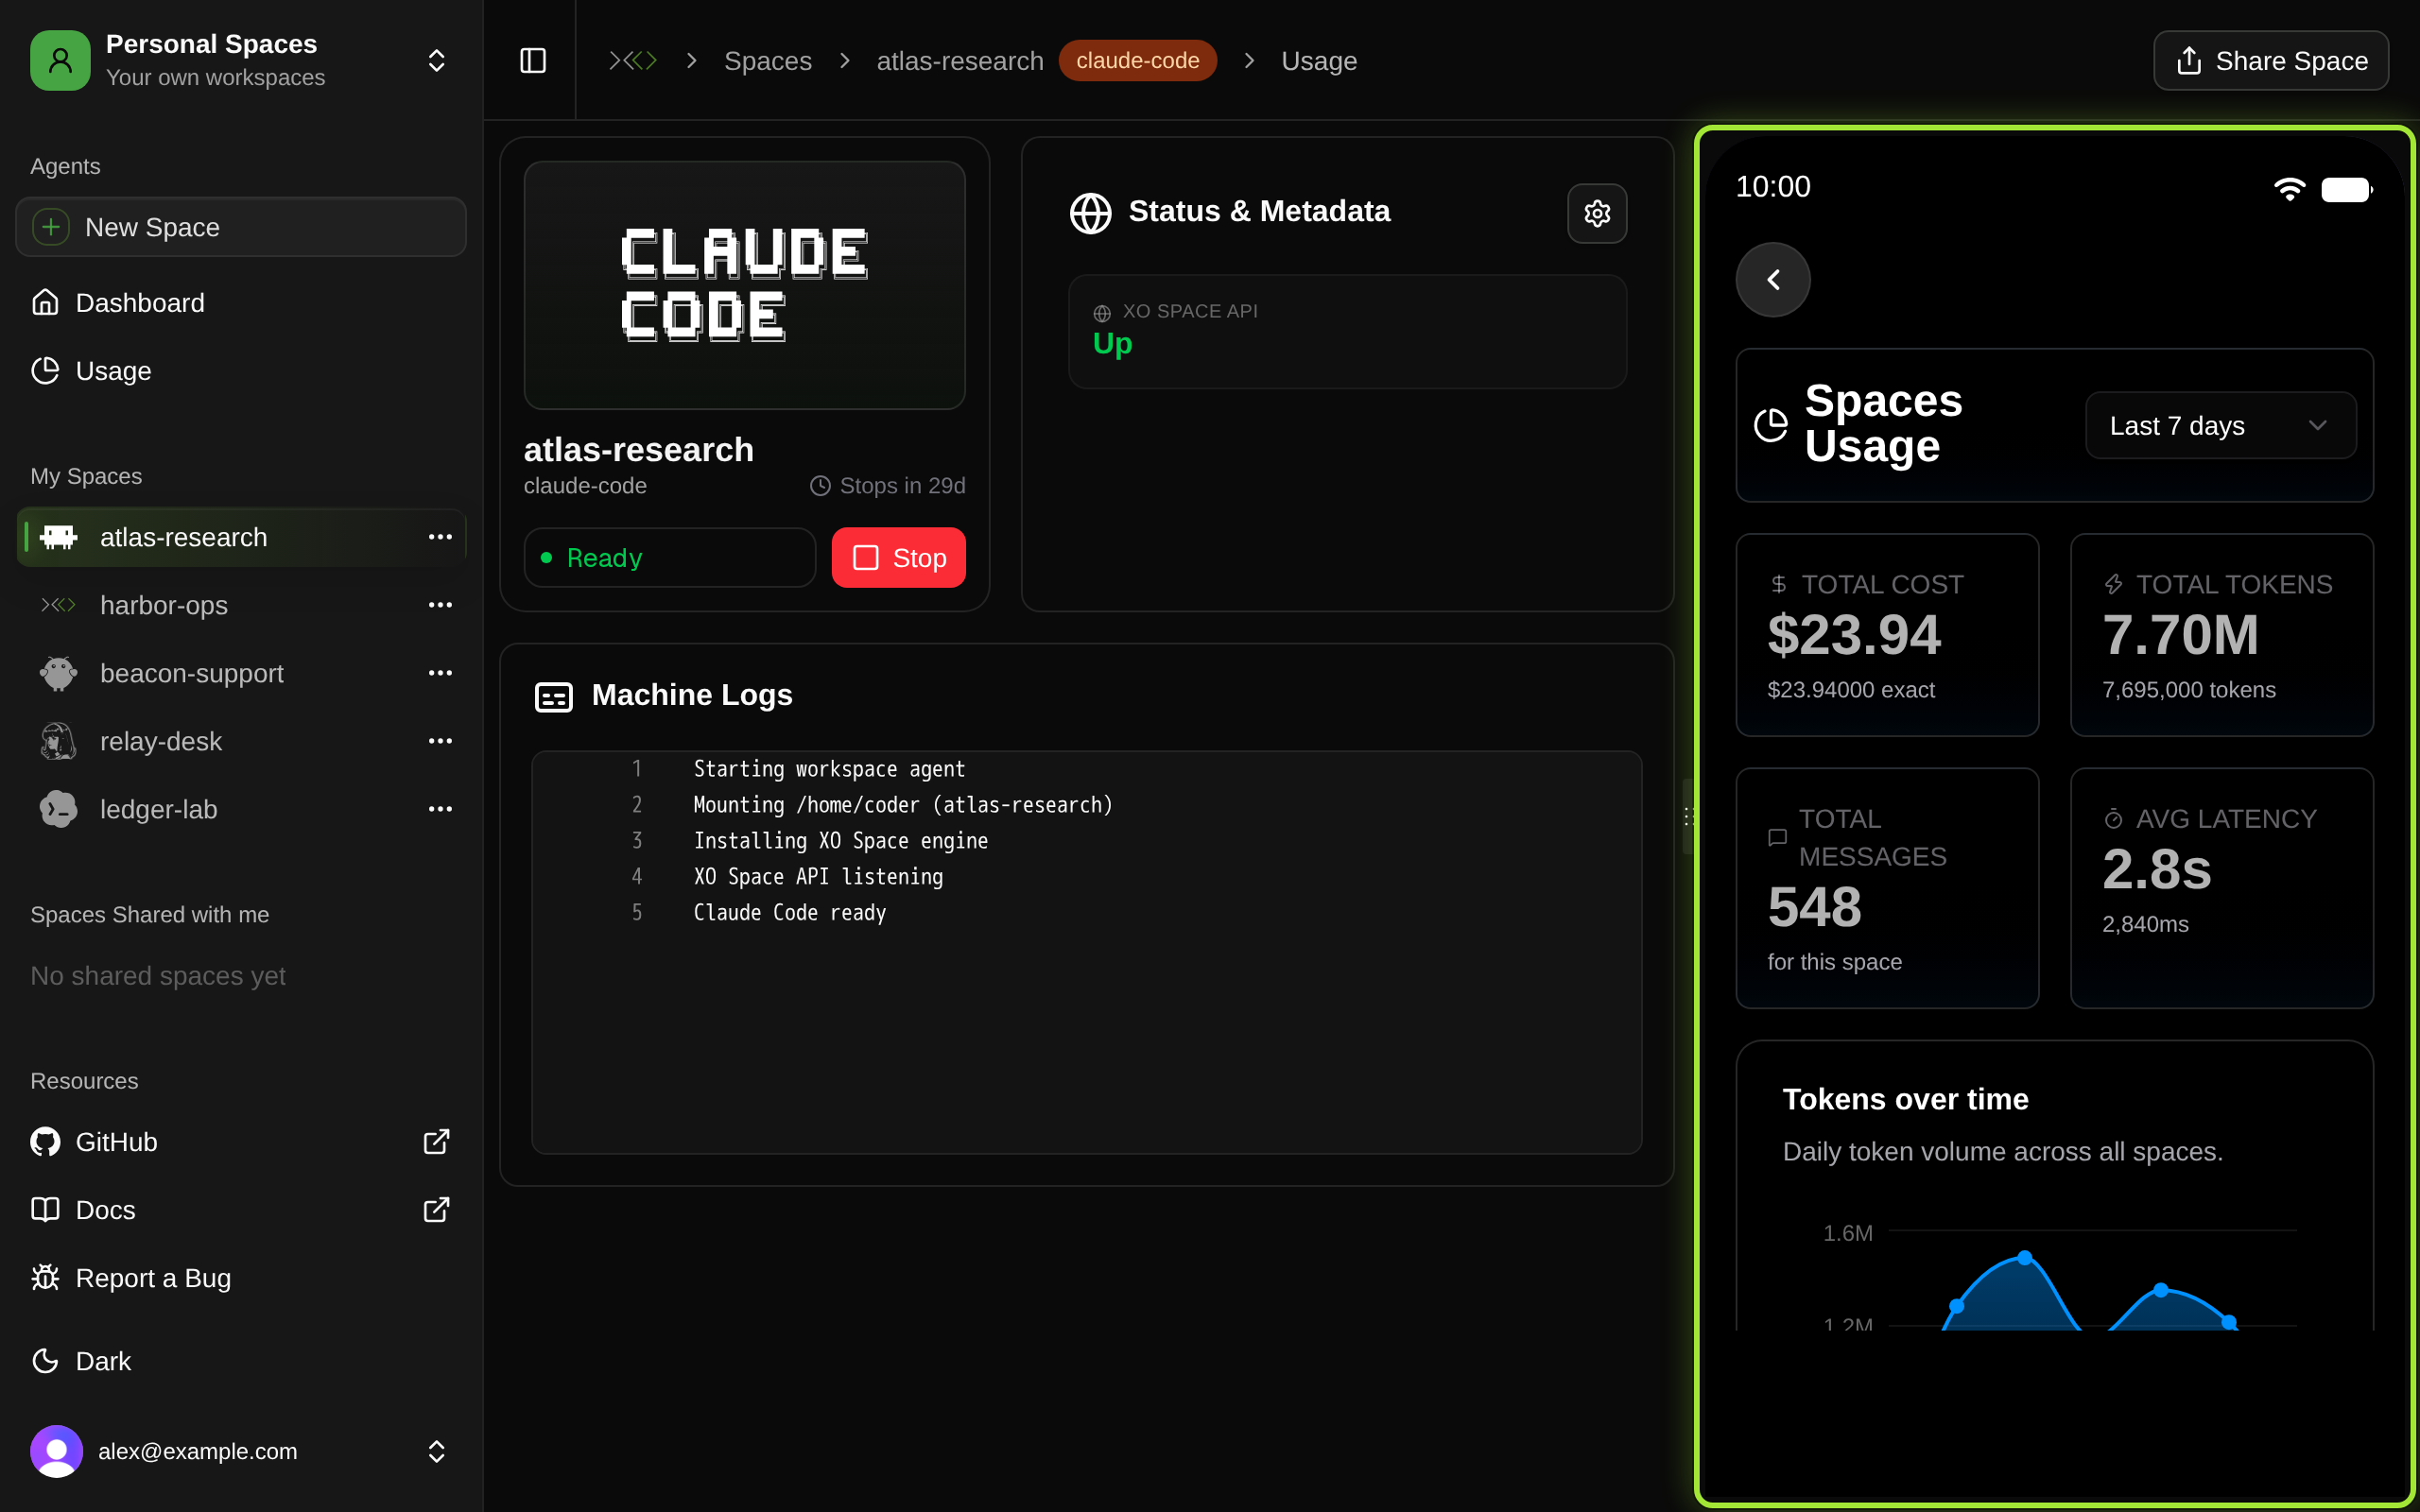 Personal Spaces
Your own workspaces
Agents
New Space
Dashboard
Usage
My Spaces
atlas-research
harbor-ops
beacon-support
relay-desk
ledger-lab
Spaces Shared with me
No shared spaces yet
Resources
GitHub
Docs
Report a Bug
Dark
alex@example.com
Spaces
atlas-research
claude-code
Usage
Share Space
CLAUDE
CODE
atlas-research
claude-code
Stops in 29d
Ready
Stop
Status & Metadata
XO SPACE API
Up
Machine Logs
1 Starting workspace agent
2 Mounting /home/coder (atlas-research)
3 Installing XO Space engine
4 XO Space API listening
5 Claude Code ready
10:00
Spaces
Usage
Last 7 days
TOTAL COST
$23.94
$23.94000 exact
TOTAL TOKENS
7.70M
7,695,000 tokens
TOTAL
MESSAGES
548
for this space
AVG LATENCY
2.8s
2,840ms
Tokens over time
Daily token volume across all spaces.
1.6M
1.2M